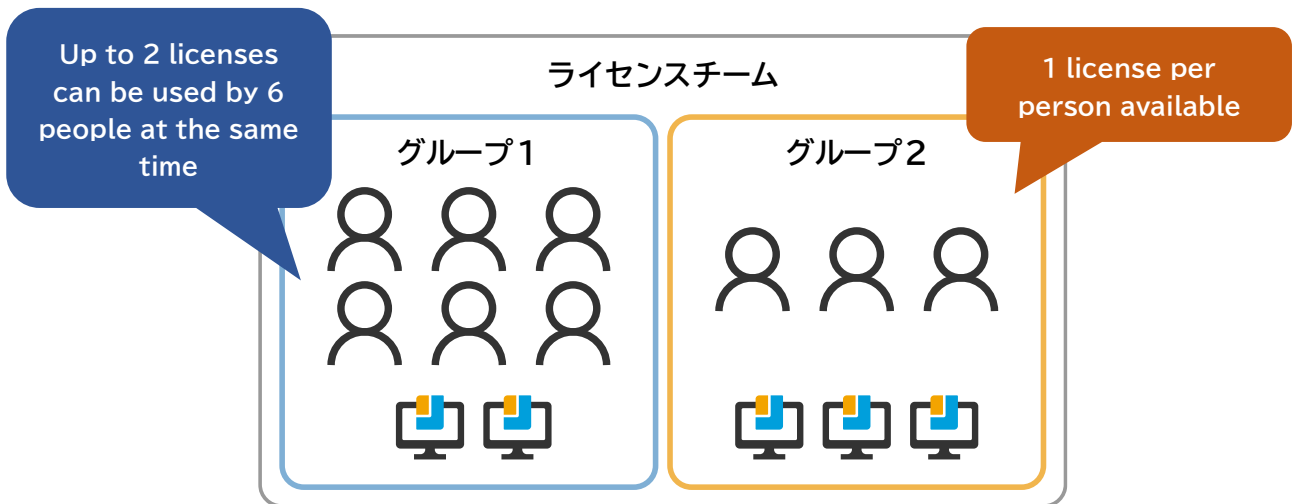 Up to 2 licenses
can be used by 6
people at the same
time
ライセンスチーム
1 license per
person available
グループ1
グループ2